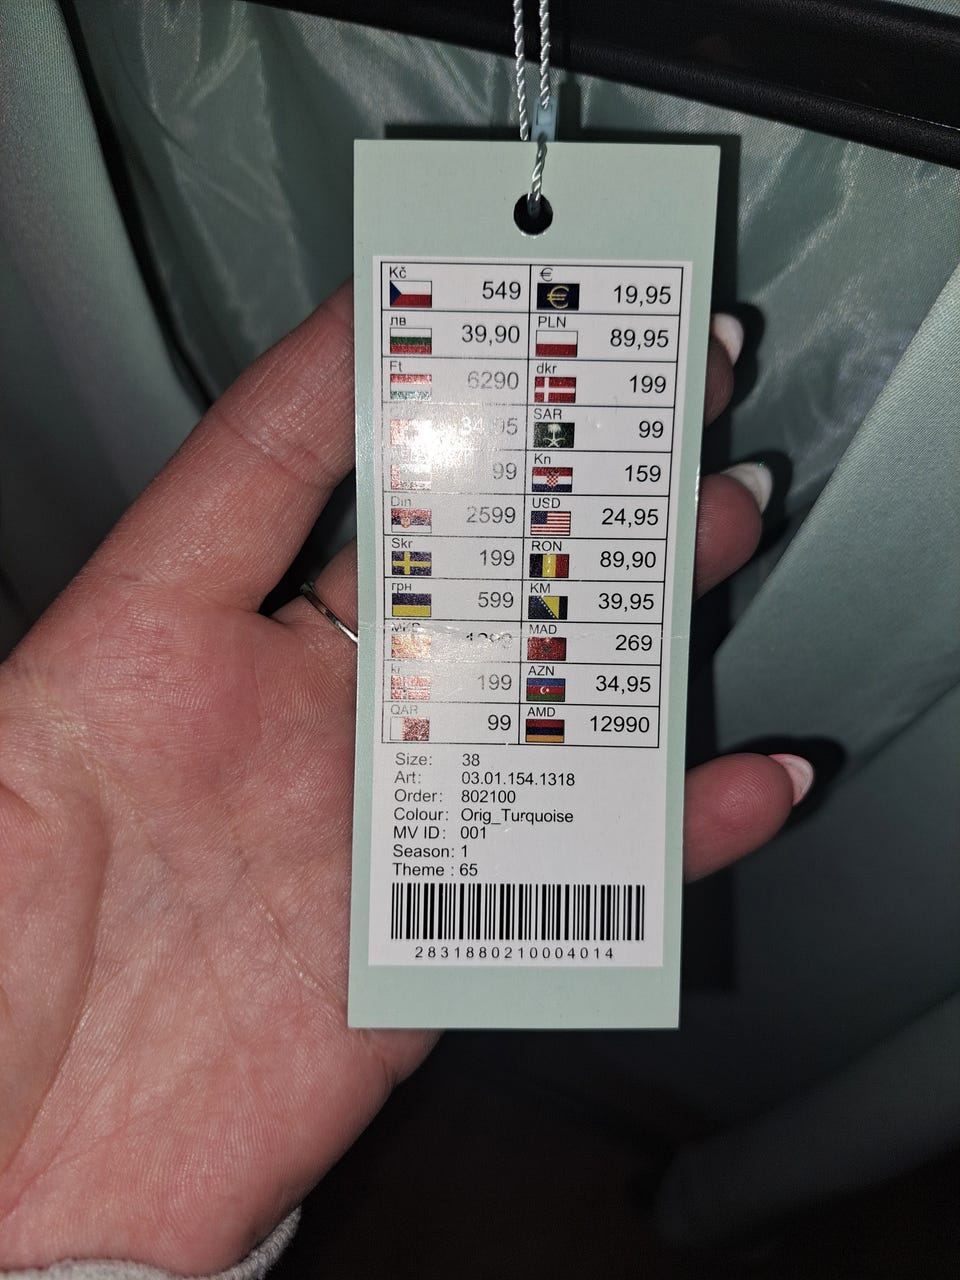 Kč 549 € 19,95
лв 39,90 PLN 89,95
Ft 6290 dkr 199
SAR 99
99 Kn 159
Din 2599 USD 24,95
Skr 199 RON 89,90
грн 599 KM 39,95
MAD 269
kr 199 AZN 34,95
QAR 99 AMD 12990
Size: 38
Art: 03.01.154.1318
Order: 802100
Colour: Orig_Turquoise
MV ID: 001
Season: 1
Theme : 65
2831880210004014